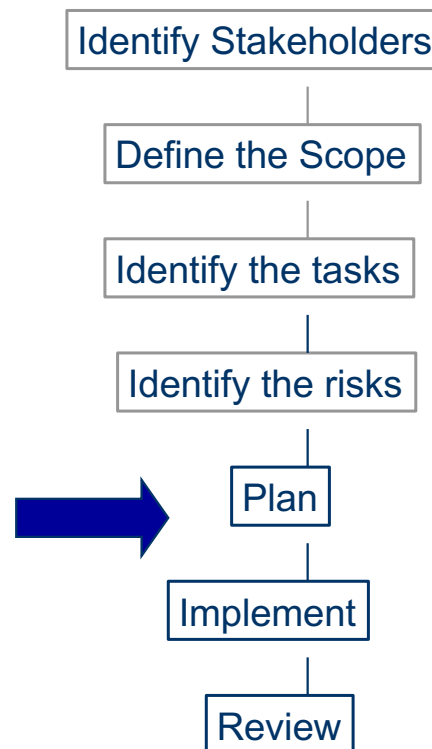 Identify Stakeholders
Define the Scope
Identify the tasks
Identify the risks
Plan
Implement
Review